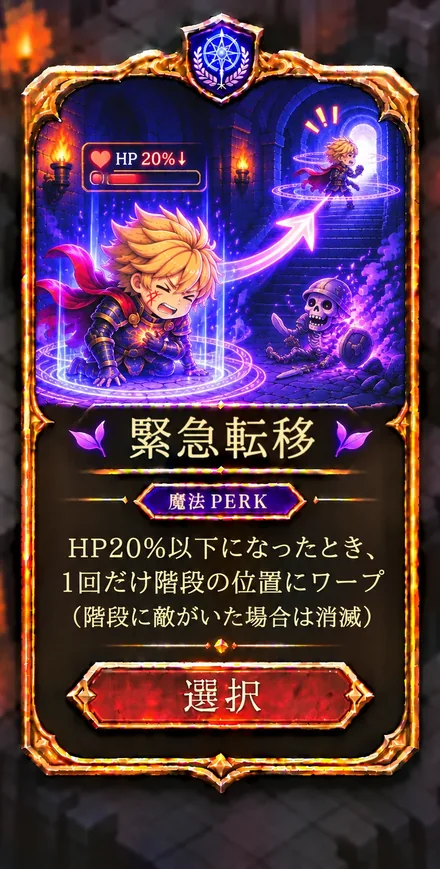 HP 20%↓
緊急転移
魔法 PERK
HP20%以下になったとき、
1回だけ階段の位置にワープ
（階段に敵がいた場合は消滅）
選択